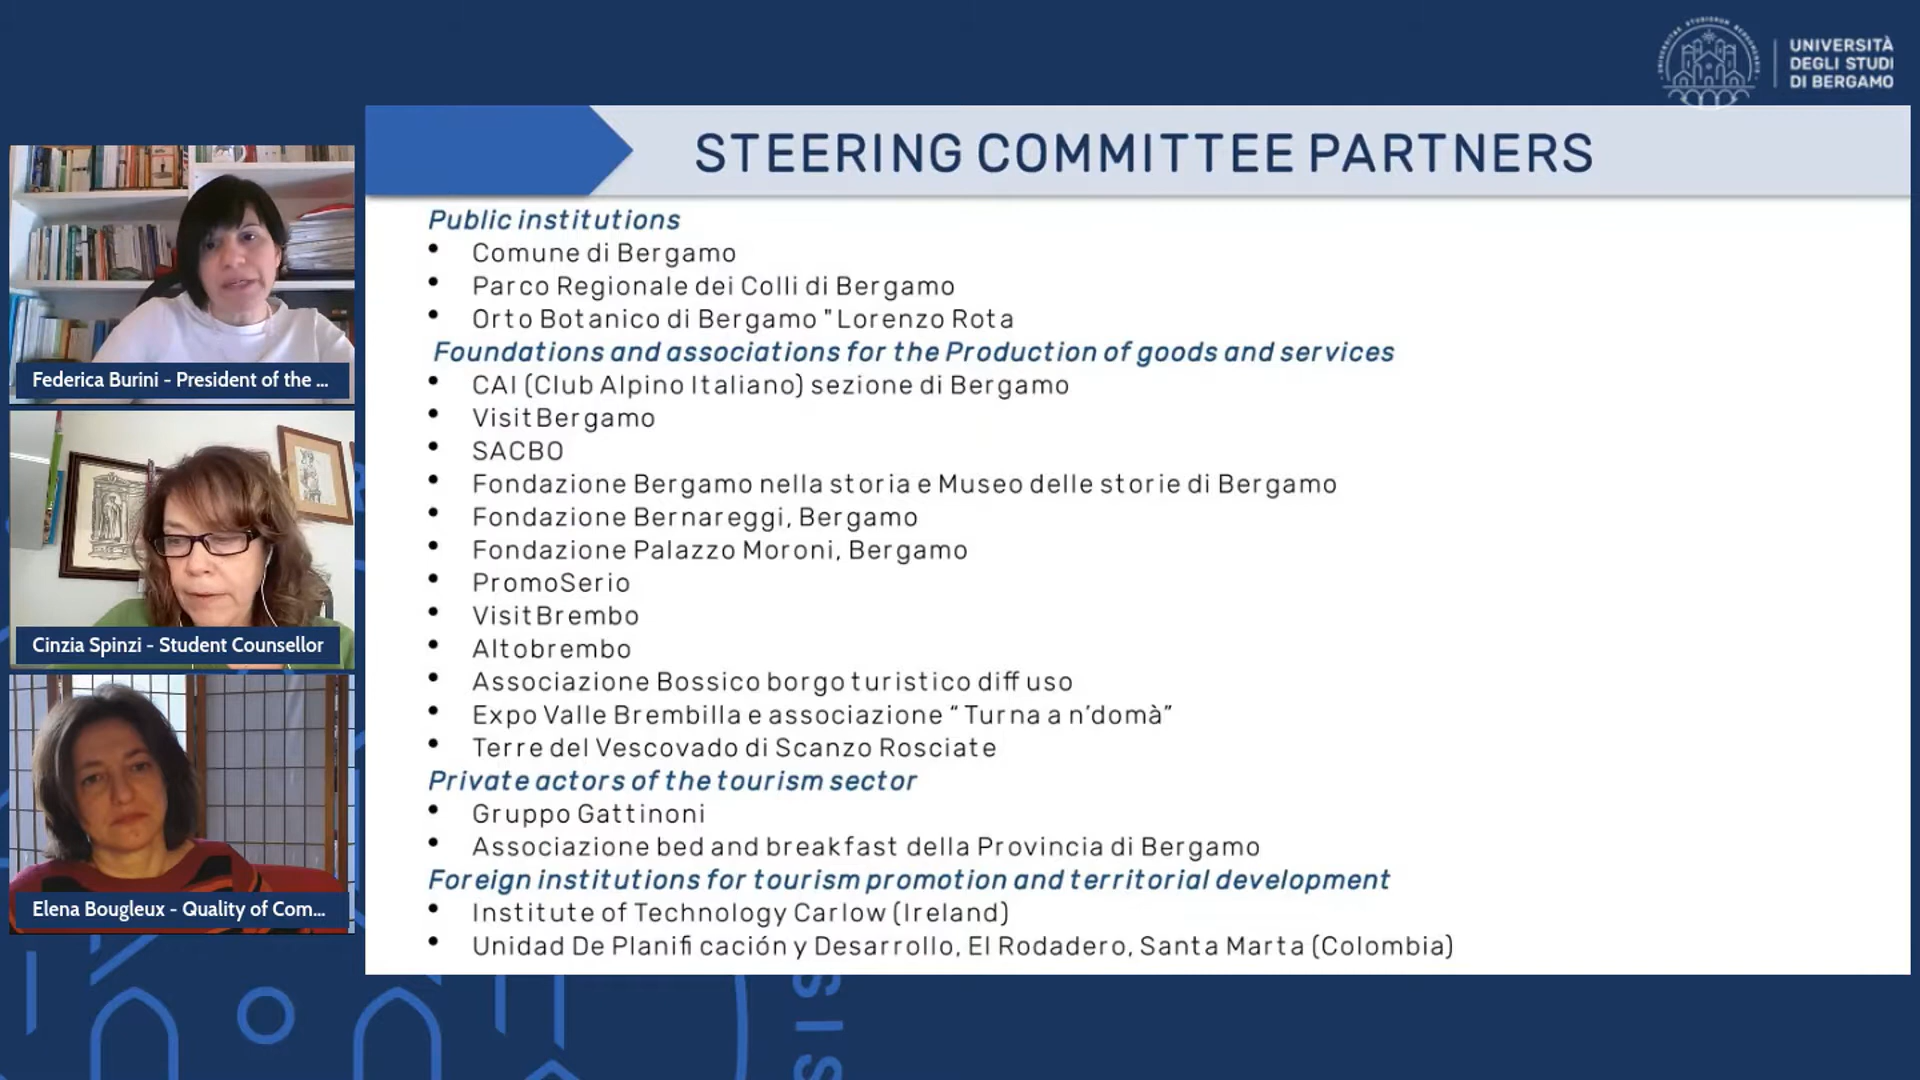 UNIVERSITÀ
DEGLI STUDI
DI BERGAMO
STEERING COMMITTEE PARTNERS
Public institutions
• Comune di Bergamo
• Parco Regionale dei Colli di Bergamo
• Orto Botanico di Bergamo "Lorenzo Rota
Foundations and associations for the Production of goods and services
• CAI (Club Alpino Italiano) sezione di Bergamo
• VisitBergamo
• SACBO
• Fondazione Bergamo nella storia e Museo delle storie di Bergamo
• Fondazione Bernareggi, Bergamo
• Fondazione Palazzo Moroni, Bergamo
• PromoSerio
• VisitBrembo
• Altobrembo
• Associazione Bossico borgo turistico diffuso
• Expo Valle Brembilla e associazione “Turna a n’domà”
• Terre del Vescovado di Scanzo Rosciate
Private actors of the tourism sector
• Gruppo Gattinoni
• Associazione bed and breakfast della Provincia di Bergamo
Foreign institutions for tourism promotion and territorial development
• Institute of Technology Carlow (Ireland)
• Unidad De Planifi cación y Desarrollo, El Rodadero, Santa Marta (Colombia)
Federica Burini - President of the ...
Cinzia Spinzi - Student Counsellor
Elena Bougleux - Quality of Com...
SIS